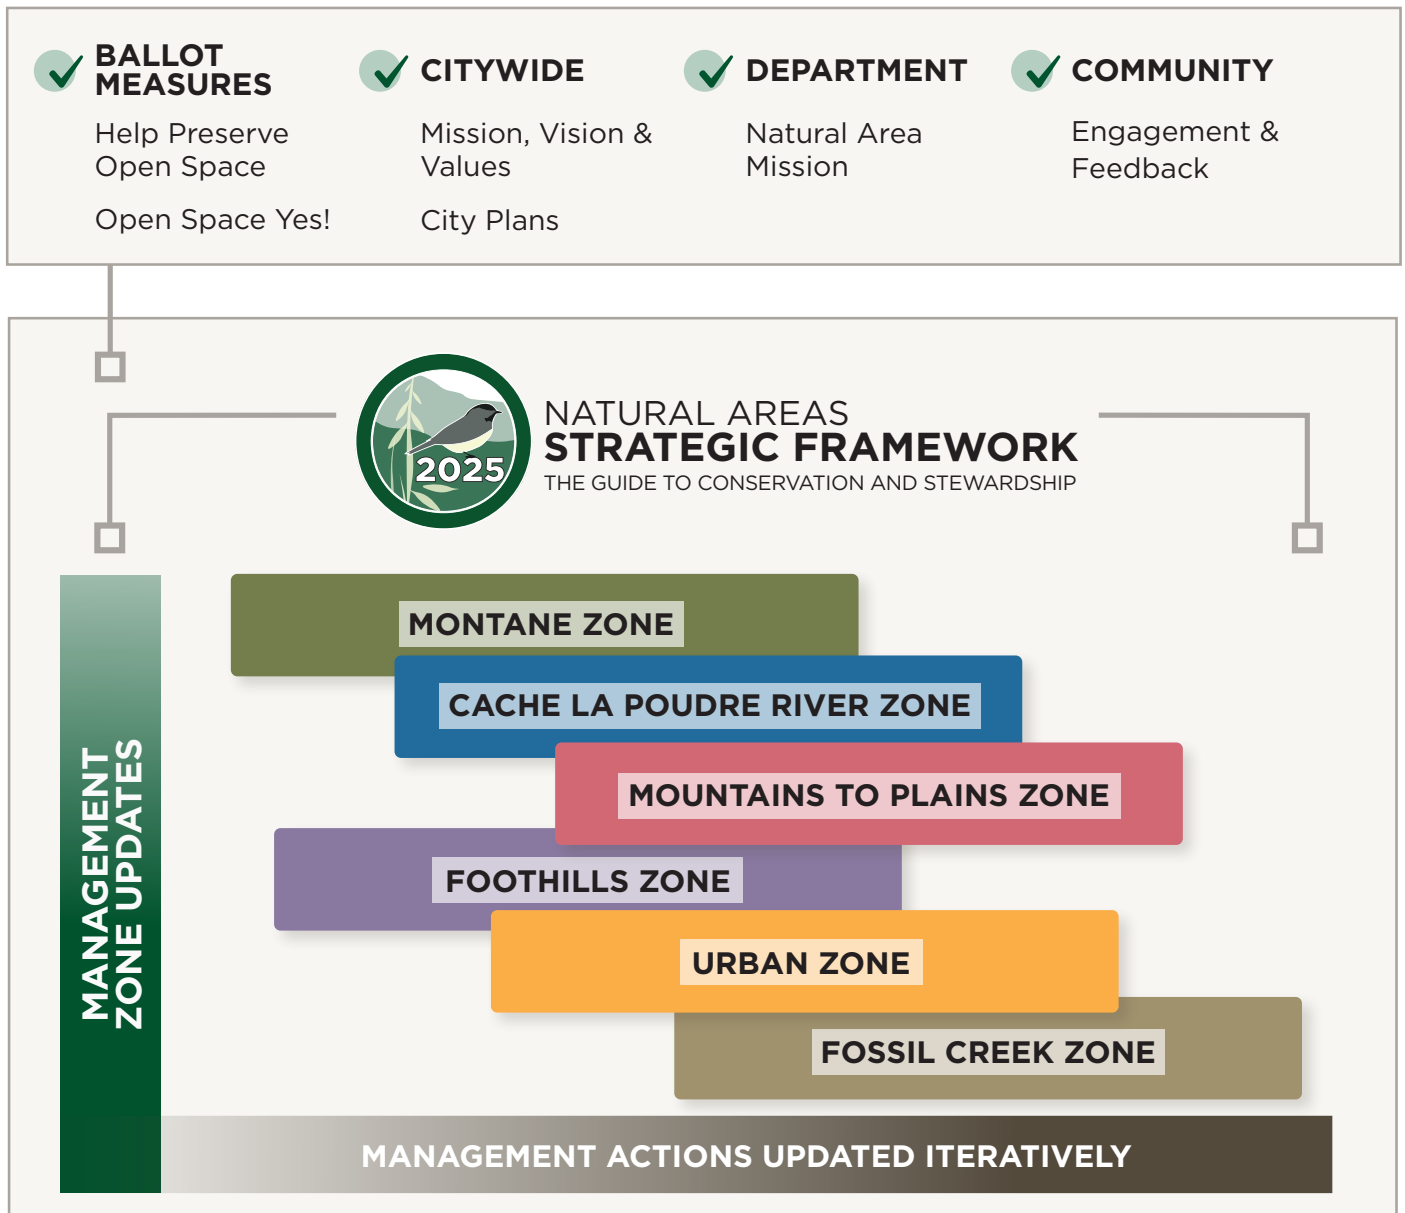 BALLOT
MEASURES
Help Preserve
Open Space
Open Space Yes!
CITYWIDE
Mission, Vision &
Values
City Plans
DEPARTMENT
Natural Area
Mission
COMMUNITY
Engagement &
Feedback
2025
NATURAL AREAS
STRATEGIC FRAMEWORK
THE GUIDE TO CONSERVATION AND STEWARDSHIP
MANAGEMENT
ZONE UPDATES
MONTANE ZONE
CACHE LA POUDRE RIVER ZONE
MOUNTAINS TO PLAINS ZONE
FOOTHILLS ZONE
URBAN ZONE
FOSSIL CREEK ZONE
MANAGEMENT ACTIONS UPDATED ITERATIVELY